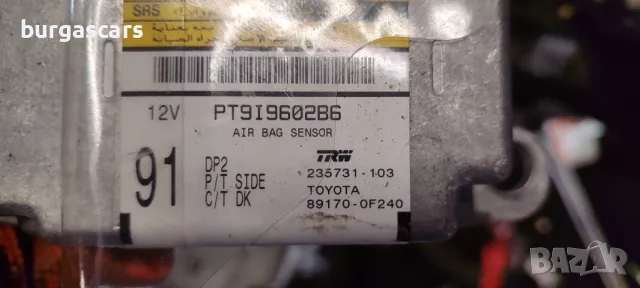 burgascars
SRS
12V PT9I9602B6
AIR BAG SENSOR
91
DP2
P/T SIDE
C/T DK
TRW
235731-103
TOYOTA
89170-0F240
BAZAR